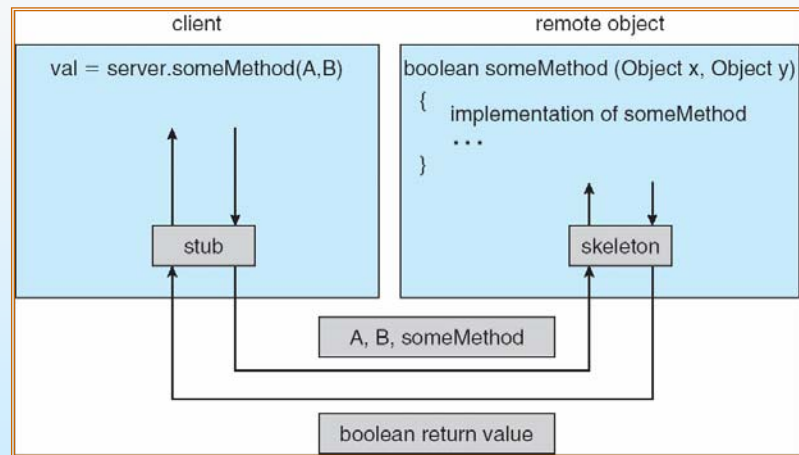 client
remote object
val = server.someMethod(A,B)
boolean someMethod (Object x, Object y)
{
implementation of someMethod
...
}
stub
skeleton
A, B, someMethod
boolean return value